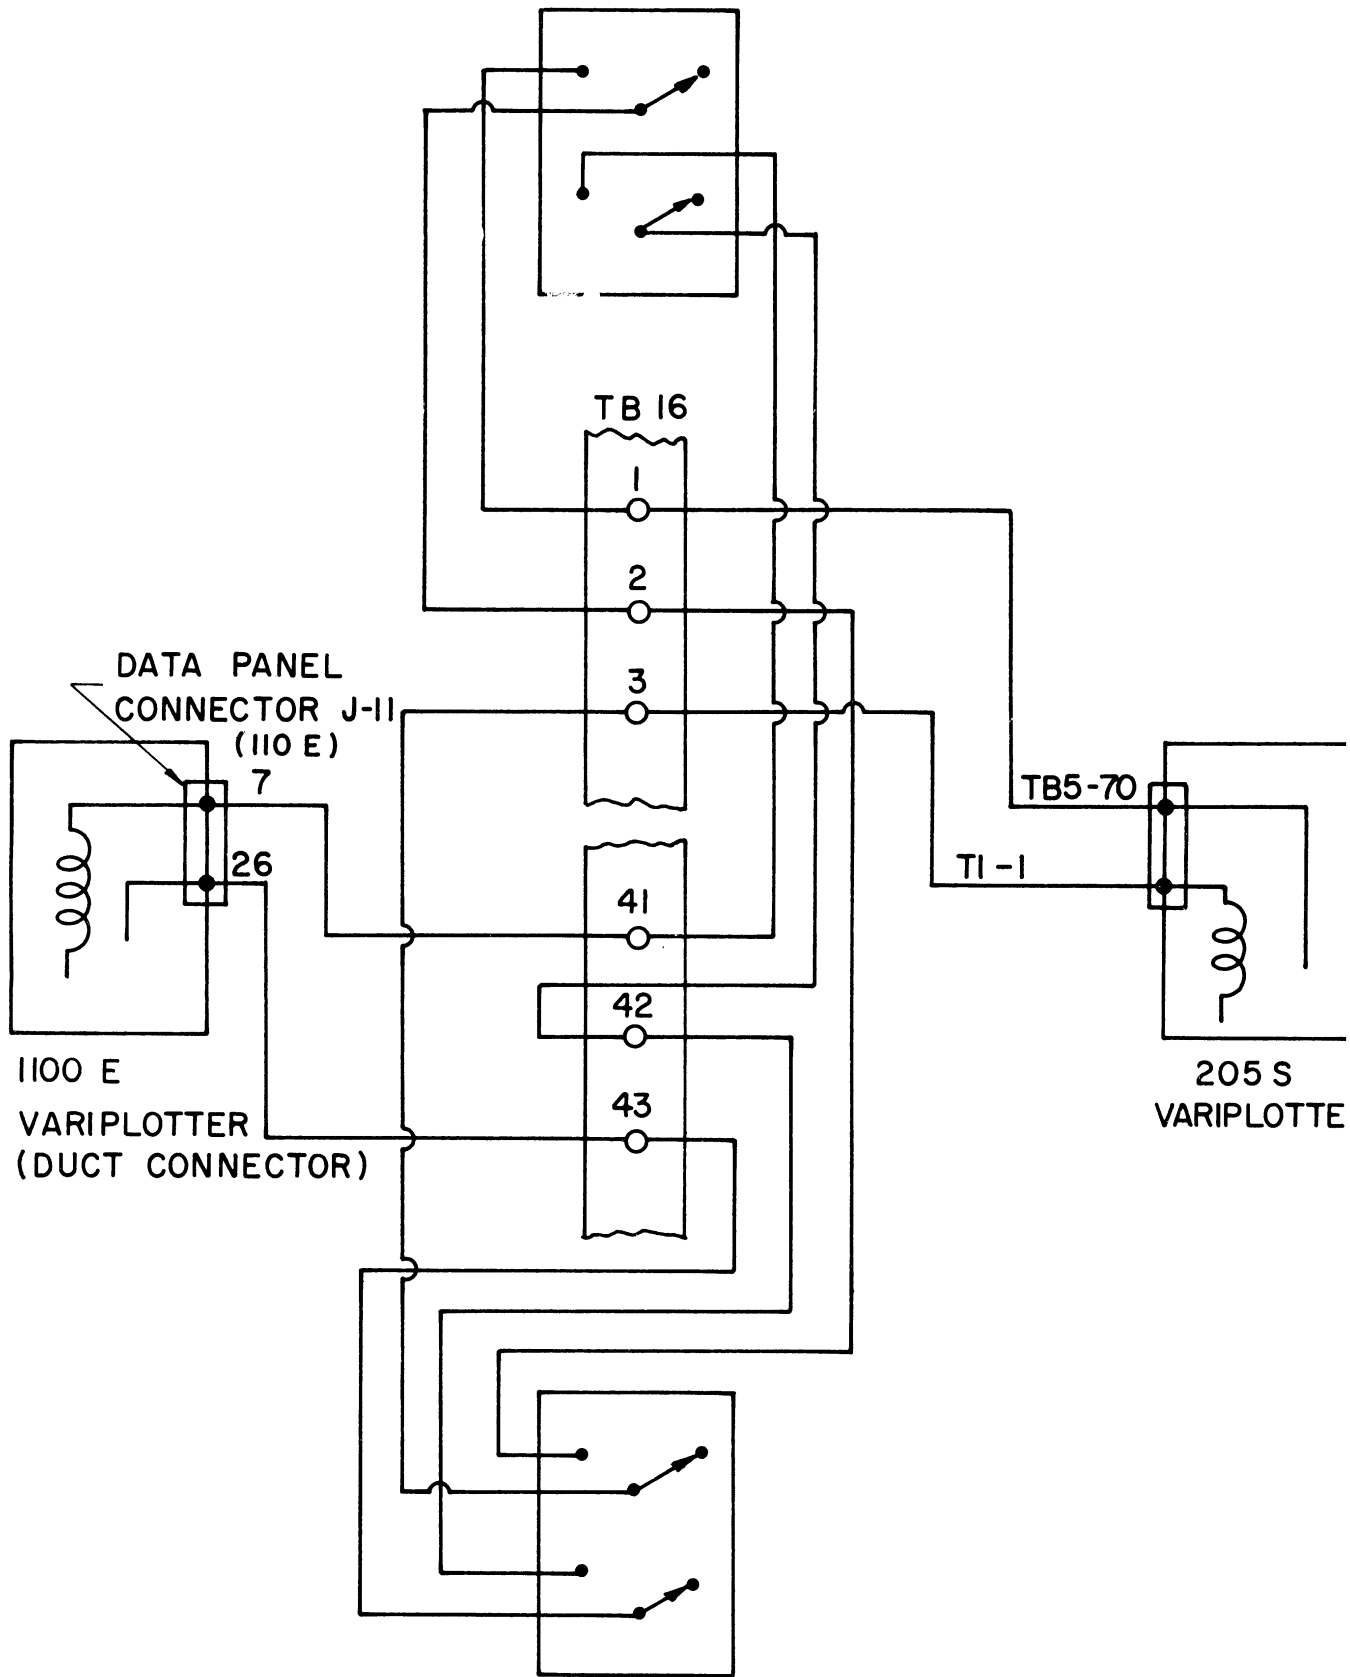 TB 16
1
2
3
DATA PANEL
CONNECTOR J-11
(110 E)
7
26
TB5-70
T1-1
41
42
43
1100 E
VARIPLOTTER
(DUCT CONNECTOR)
205 S
VARIPLOTTE